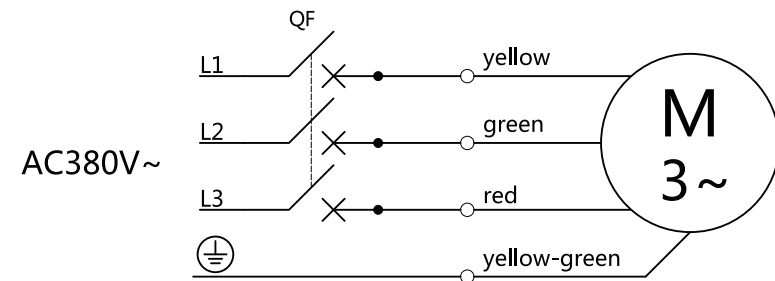 QF
L1
yellow
L2
green
AC380V~
M
3~
L3
red
yellow-green